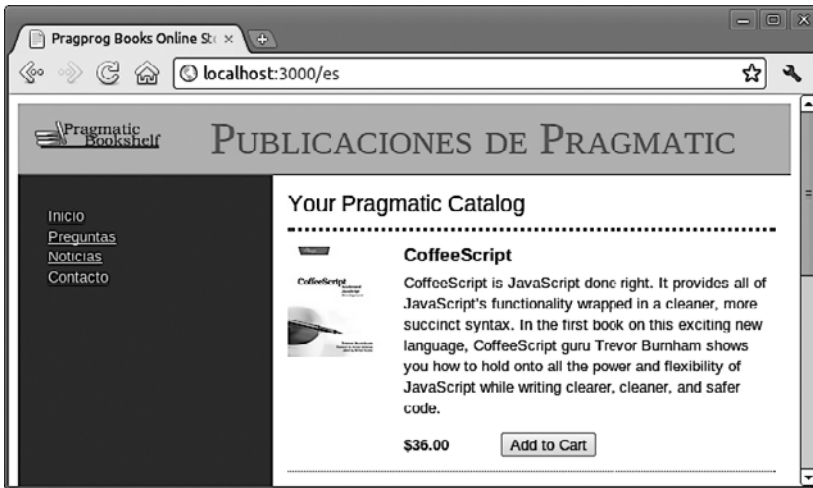 Pragprog Books Online St
localhost:3000/es
Pragmatic
Bookshelf
PUBLICACIONES DE PRAGMATIC
Inicio
Preguntas
Noticias
Contacto
Your Pragmatic Catalog
CoffeeScript
CoffeeScript
CoffeeScript is JavaScript done right. It provides all of
JavaScript's functionality wrapped in a cleaner, more
succinct syntax. In the first book on this exciting new
language, CoffeeScript guru Trevor Burnham shows
you how to hold onto all the power and flexibility of
JavaScript while writing clearer, cleaner, and safer
code.
$36.00
Add to Cart